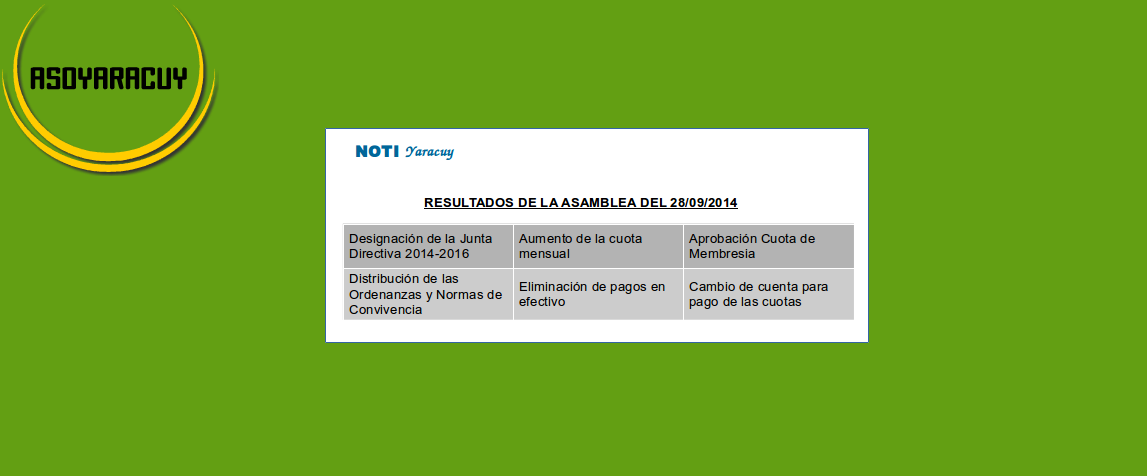 ASOYARACUY
NOTI Yaracuy
RESULTADOS DE LA ASAMBLEA DEL 28/09/2014
Designación de la Junta
Directiva 2014-2016
Aumento de la cuota
mensual
Aprobación Cuota de
Membresia
Distribución de las
Ordenanzas y Normas de
Convivencia
Eliminación de pagos en
efectivo
Cambio de cuenta para
pago de las cuotas